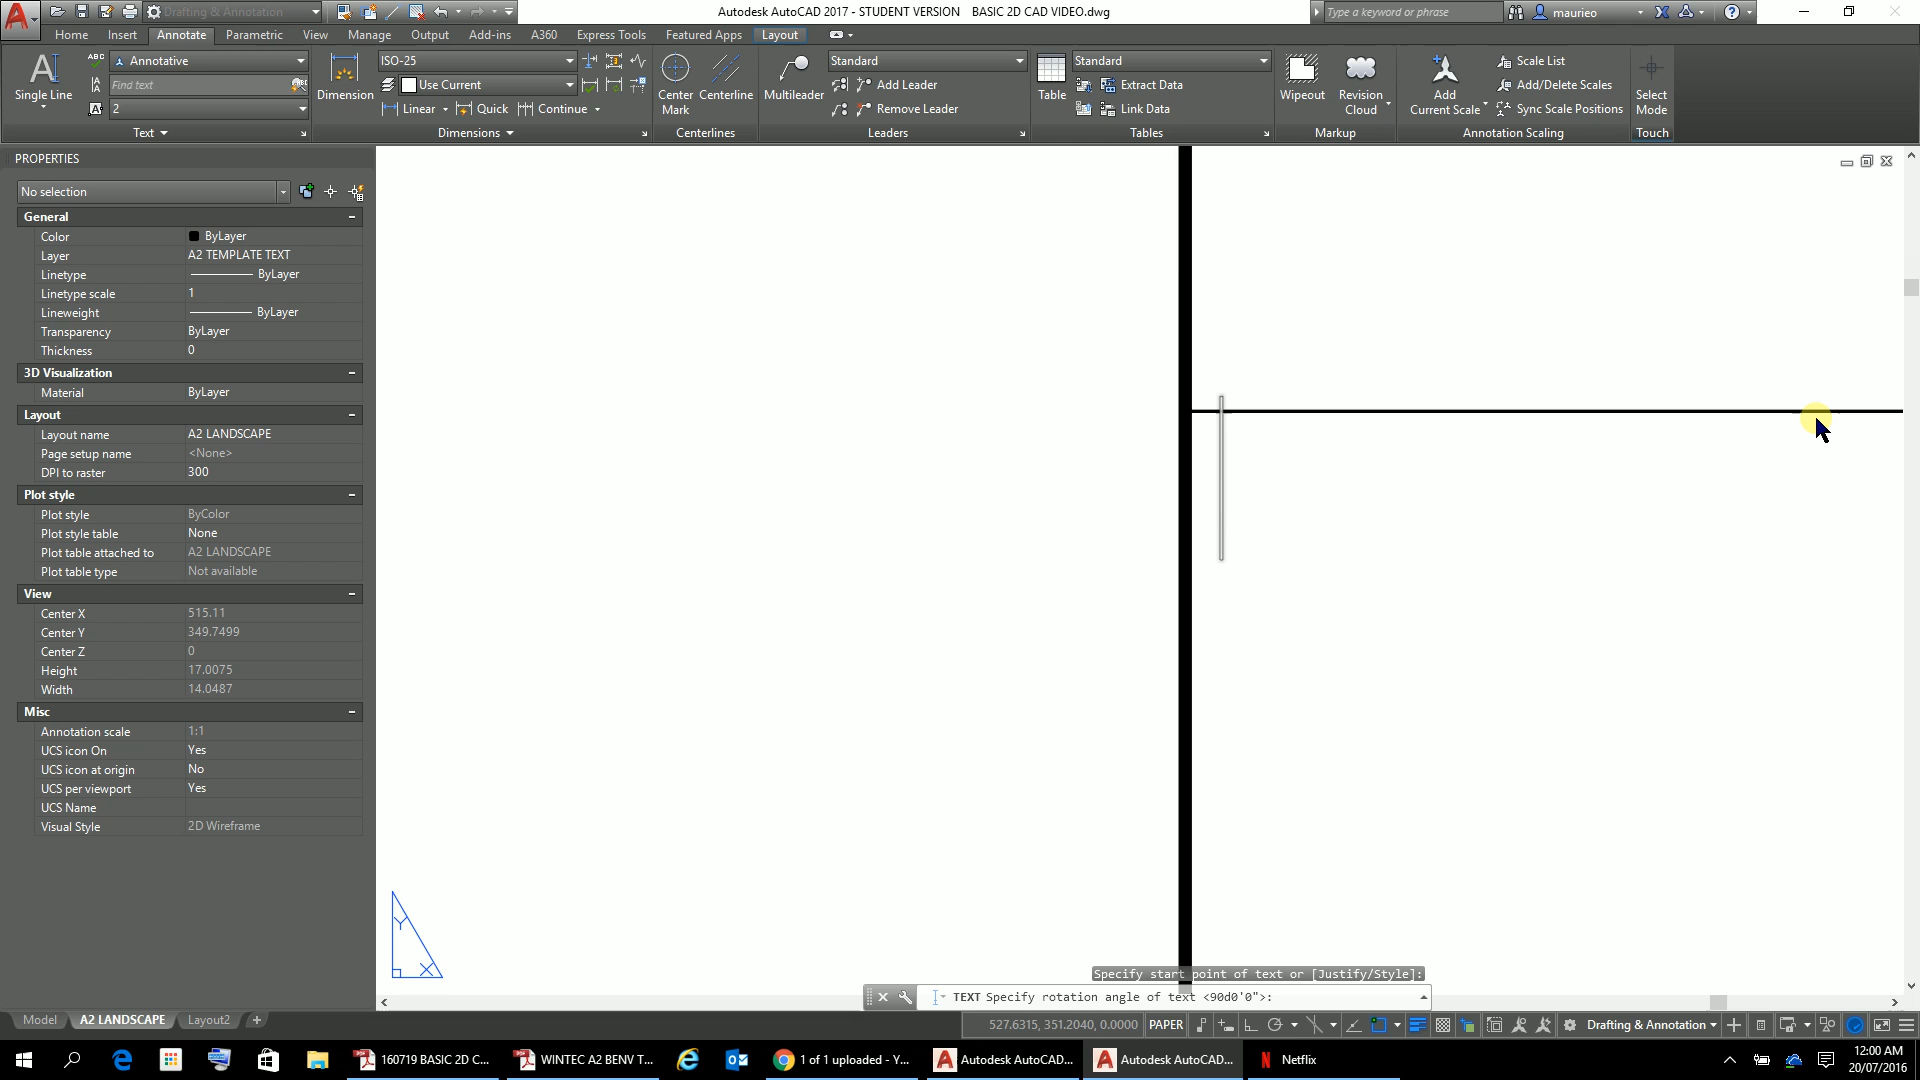 Drafting & Annotation
Autodesk AutoCAD 2017 - STUDENT VERSION BASIC 2D CAD VIDEO.dwg
Type a keyword or phrase
maurieo
Home Insert Annotate Parametric View Manage Output Add-ins A360 Express Tools Featured Apps Layout
Single Line
Annotative
Find text
2
Text
Dimension
ISO-25
Use Current
Linear Quick Continue
Dimensions
Center Mark
Centerline
Centerlines
Multileader
Standard
Add Leader
Remove Leader
Leaders
Table
Standard
Extract Data
Link Data
Tables
Wipeout
Revision Cloud
Markup
Add Current Scale
Scale List
Add/Delete Scales
Sync Scale Positions
Annotation Scaling
Select Mode
Touch
PROPERTIES
No selection
General
Color ByLayer
Layer A2 TEMPLATE TEXT
Linetype ByLayer
Linetype scale 1
Lineweight ByLayer
Transparency ByLayer
Thickness 0
3D Visualization
Material ByLayer
Layout
Layout name A2 LANDSCAPE
Page setup name <None>
DPI to raster 300
Plot style
Plot style ByColor
Plot style table None
Plot table attached to A2 LANDSCAPE
Plot table type Not available
View
Center X 515.11
Center Y 349.7499
Center Z 0
Height 17.0075
Width 14.0487
Misc
Annotation scale 1:1
UCS icon On Yes
UCS icon at origin No
UCS per viewport Yes
UCS Name
Visual Style 2D Wireframe
Y
X
Specify start point of text or [Justify/Style]:
TEXT Specify rotation angle of text <90d0'0">:
Model A2 LANDSCAPE Layout2 +
527.6315, 351.2040, 0.0000 PAPER Drafting & Annotation
160719 BASIC 2D C...
WINTEC A2 BENV T...
1 of 1 uploaded - Y...
Autodesk AutoCAD...
Autodesk AutoCAD...
Netflix
12:00 AM
20/07/2016